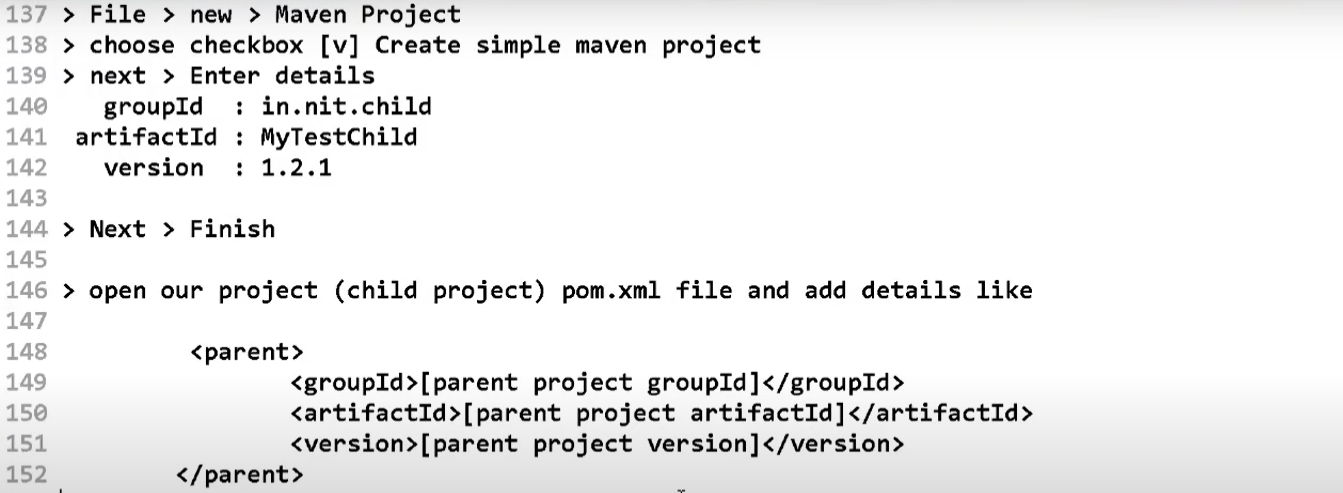 137 > File > new > Maven Project
138 > choose checkbox [v] Create simple maven project
139 > next > Enter details
140 groupId : in.nit.child
141 artifactId : MyTestChild
142 version : 1.2.1
143
144 > Next > Finish
145
146 > open our project (child project) pom.xml file and add details like
147
148 <parent>
149 <groupId>[parent project groupId]</groupId>
150 <artifactId>[parent project artifactId]</artifactId>
151 <version>[parent project version]</version>
152 </parent>